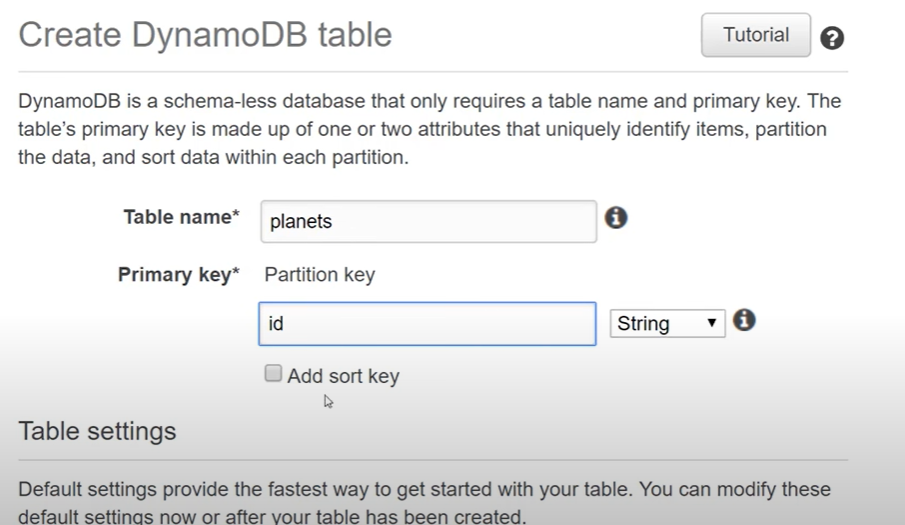 Create DynamoDB table
Tutorial
DynamoDB is a schema-less database that only requires a table name and primary key. The
table's primary key is made up of one or two attributes that uniquely identify items, partition
the data, and sort data within each partition.
Table name*
planets
Primary key*
Partition key
id
String
Add sort key
Table settings
Default settings provide the fastest way to get started with your table. You can modify these
default settings now or after your table has been created.